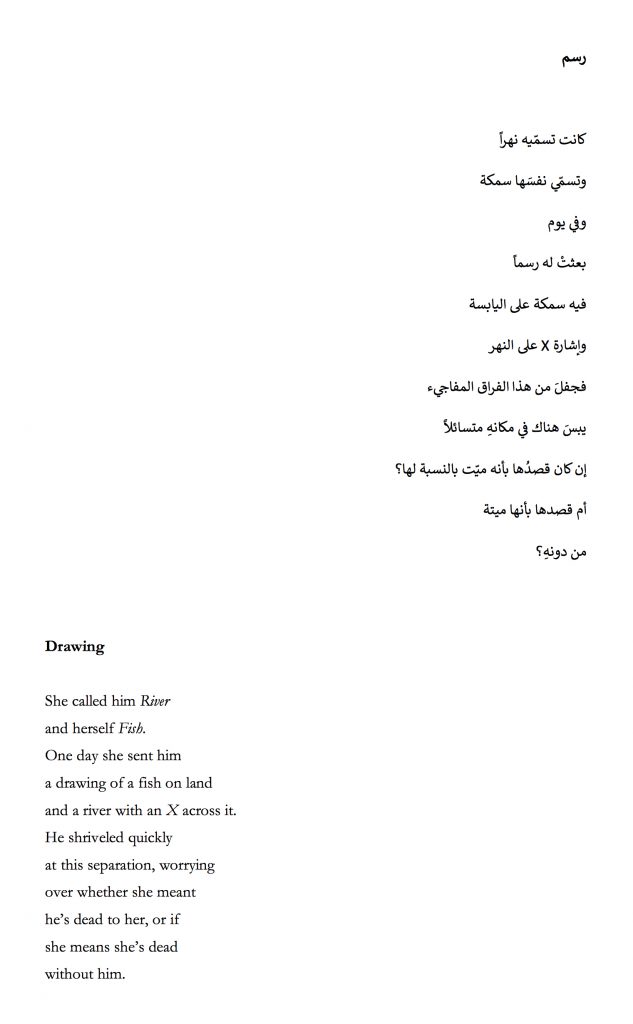 رسم
كانت تسمّيه نهراً
وتسمّي نفسَها سمكة
وفي يوم
بعثتْ له رسماً
فيه سمكة على اليابسة
وإشارة X على النهر
فجفلَ من هذا الفراق المفاجيء
يبسَ هناك في مكانهِ متسائلاً
إن كان قصدُها بأنه ميّت بالنسبة لها؟
أم قصدها بأنها ميتة
من دونهِ؟
Drawing
She called him River
and herself Fish.
One day she sent him
a drawing of a fish on land
and a river with an X across it.
He shriveled quickly
at this separation, worrying
over whether she meant
he’s dead to her, or if
she means she’s dead
without him.